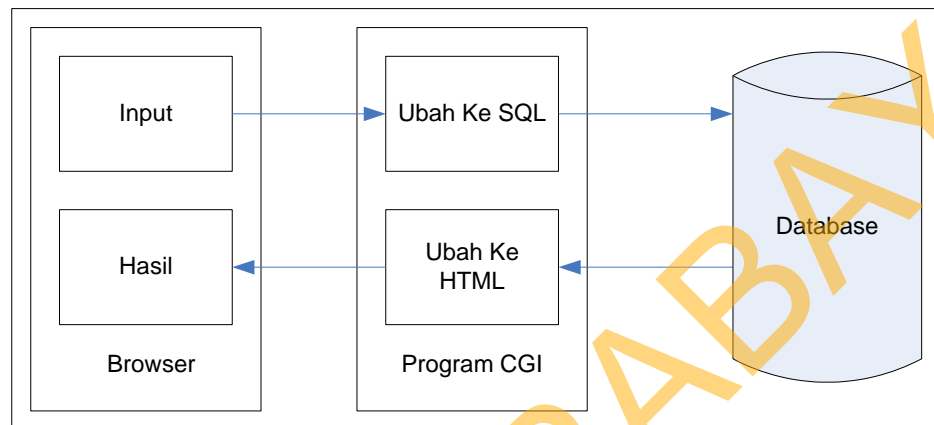 Input
Ubah Ke SQL
Database
Hasil
Ubah Ke
HTML
Browser
Program CGI